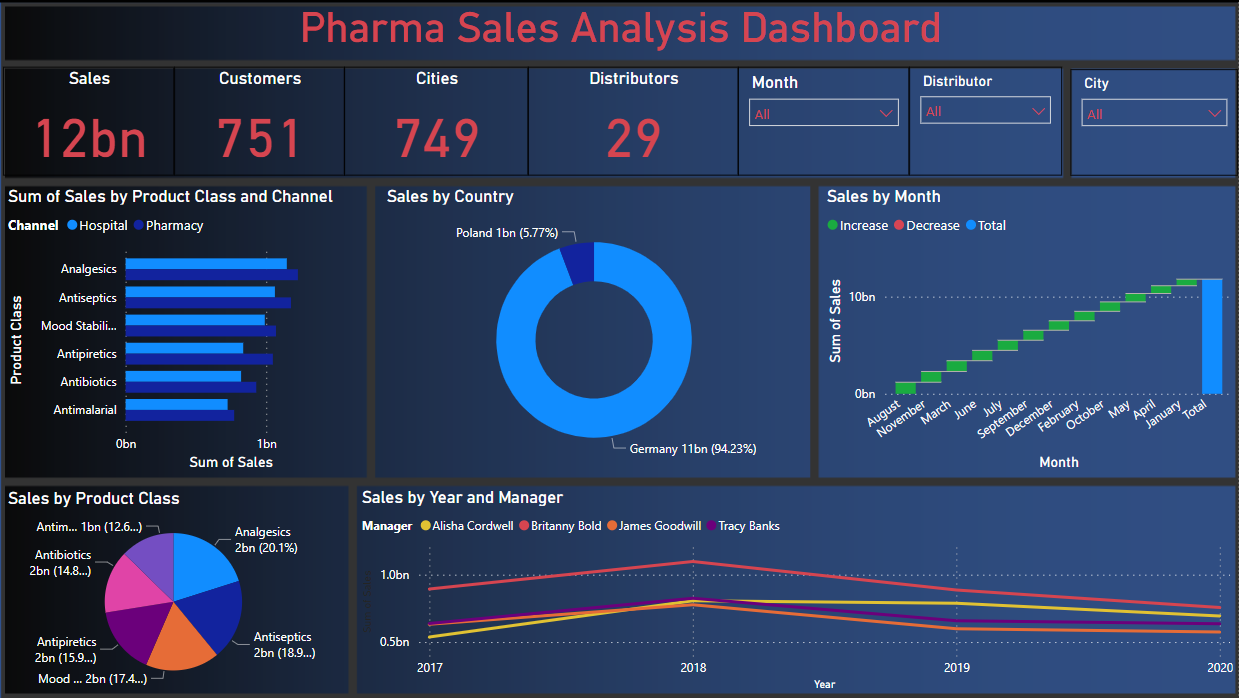 Pharma Sales Analysis Dashboard
Sales
12bn
Customers
751
Cities
749
Distributors
29
Month
All
Distributor
All
City
All
Sum of Sales by Product Class and Channel
Channel Hospital Pharmacy
Product Class
Analgesics
Antiseptics
Mood Stabili...
Antipiretics
Antibiotics
Antimalarial
0bn 1bn
Sum of Sales
Sales by Country
Poland 1bn (5.77%)
Germany 11bn (94.23%)
Sales by Month
Increase Decrease Total
Sum of Sales
10bn
0bn
August November March June July September December February October May April January Total
Month
Sales by Product Class
Antim... 1bn (12.6...)
Analgesics
2bn (20.1%)
Antibiotics
2bn (14.8...)
Antiseptics
2bn (18.9...)
Antipiretics
2bn (15.9...)
Mood ... 2bn (17.4...)
Sales by Year and Manager
Manager Alisha Cordwell Britanny Bold James Goodwill Tracy Banks
1.0bn
0.5bn
2017 2018 2019 2020
Year